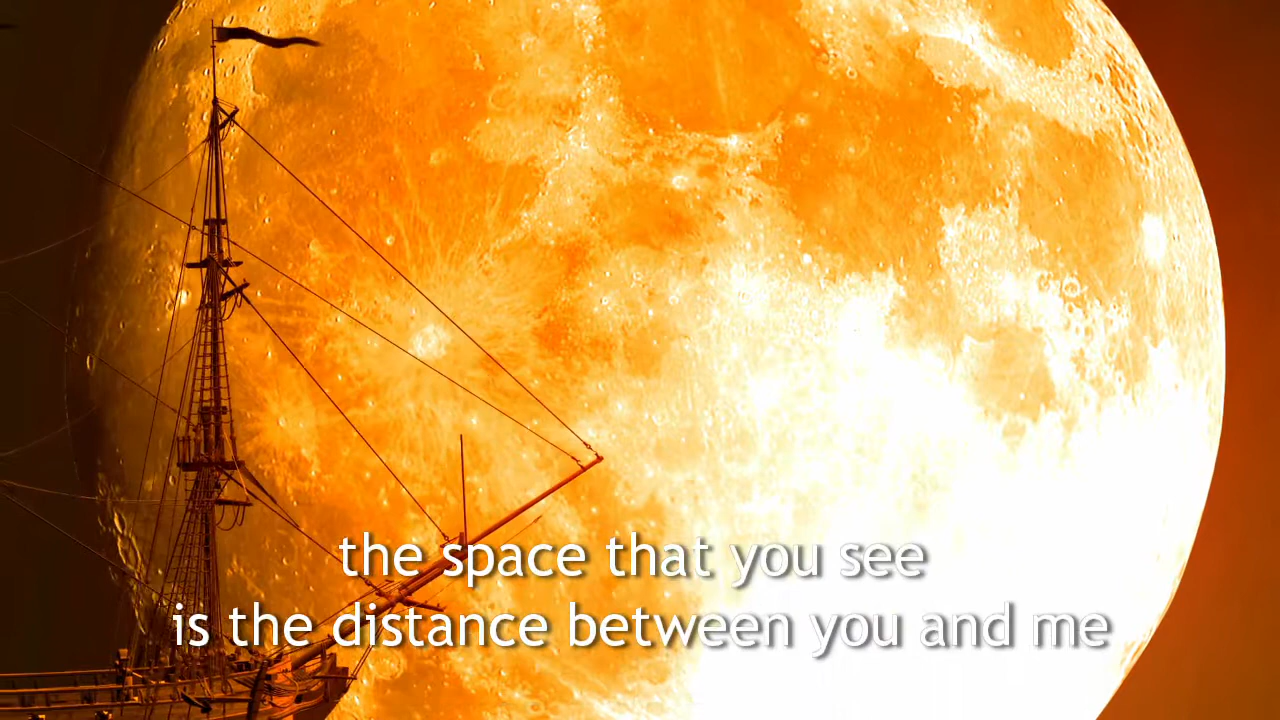 the space that you see
is the distance between you and me